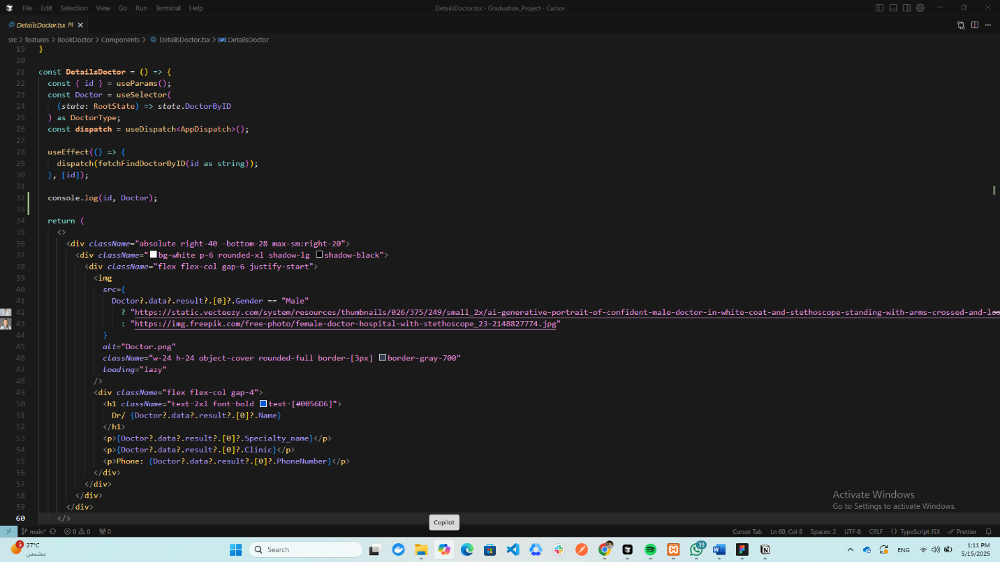 File Edit Selection View Go Run Terminal Help
DetailsDoctor.tsx - Graduation_Project - Cursor
DetailsDoctor.tsx M
src > features > BookDoctor > Components > DetailsDoctor.tsx > DetailsDoctor
19 }
20
21 const DetailsDoctor = () => {
22 const { id } = useParams();
23 const Doctor = useSelector(
24 (state: RootState) => state.DoctorByID
25 ) as DoctorType;
26 const dispatch = useDispatch<AppDispatch>();
27
28 useEffect(() => {
29 dispatch(fetchFindDoctorByID(id as string));
30 }, [id]);
31
32 console.log(id, Doctor);
33
34 return (
35 <>
36 <div className="absolute right-40 -bottom-28 max-sm:right-20">
37 <div className="bg-white p-6 rounded-xl shadow-lg shadow-black">
38 <div className="flex flex-col gap-6 justify-start">
39 <img
40 src={
41 Doctor?.data?.result?.[0]?.Gender == "Male"
42 ? "https://static.vecteezy.com/system/resources/thumbnails/026/375/249/small_2x/ai-generative-portrait-of-confident-male-doctor-in-white-coat-and-stethoscope-standing-with-arms-crossed-and-loo
43 : "https://img.freepik.com/free-photo/female-doctor-hospital-with-stethoscope_23-2148827774.jpg"
44 }
45 alt="Doctor.png"
46 className="w-24 h-24 object-cover rounded-full border-[3px] border-gray-700"
47 loading="lazy"
48 />
49 <div className="flex flex-col gap-4">
50 <h1 className="text-2xl font-bold text-[#0056D6]">
51 Dr/ {Doctor?.data?.result?.[0]?.Name}
52 </h1>
53 <p>{Doctor?.data?.result?.[0]?.Specialty_name}</p>
54 <p>{Doctor?.data?.result?.[0]?.Clinic}</p>
55 <p>Phone: {Doctor?.data?.result?.[0]?.PhoneNumber}</p>
56 </div>
57 </div>
58 </div>
59 </div>
60 </>
Activate Windows
Go to Settings to activate Windows.
Copilot
main* 0 0 0
Cursor Tab Ln 60, Col 8 Spaces: 2 UTF-8 CRLF { } TypeScript JSX Prettier
5 27°C
مشمس
Search
39
ENG
1:11 PM
5/15/2025